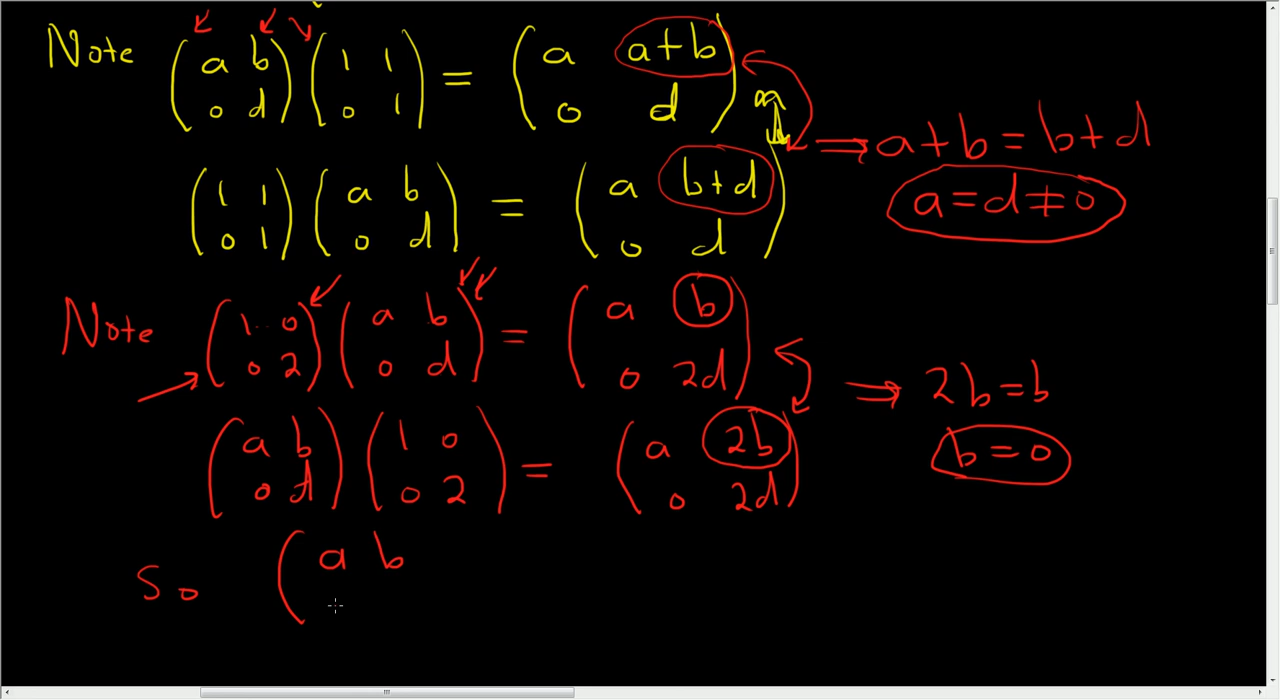 Note (a b 0 d)(1 1 0 1) = (a a+b 0 d)
⇒ a+b = b+d
(1 1 0 1)(a b 0 d) = (a b+d 0 d)
a = d ≠ 0
Note (1 0 0 2)(a b 0 d) = (a b 0 2d)
⇒ 2b = b
(a b 0 d)(1 0 0 2) = (a 2b 0 2d)
b = 0
So (a b